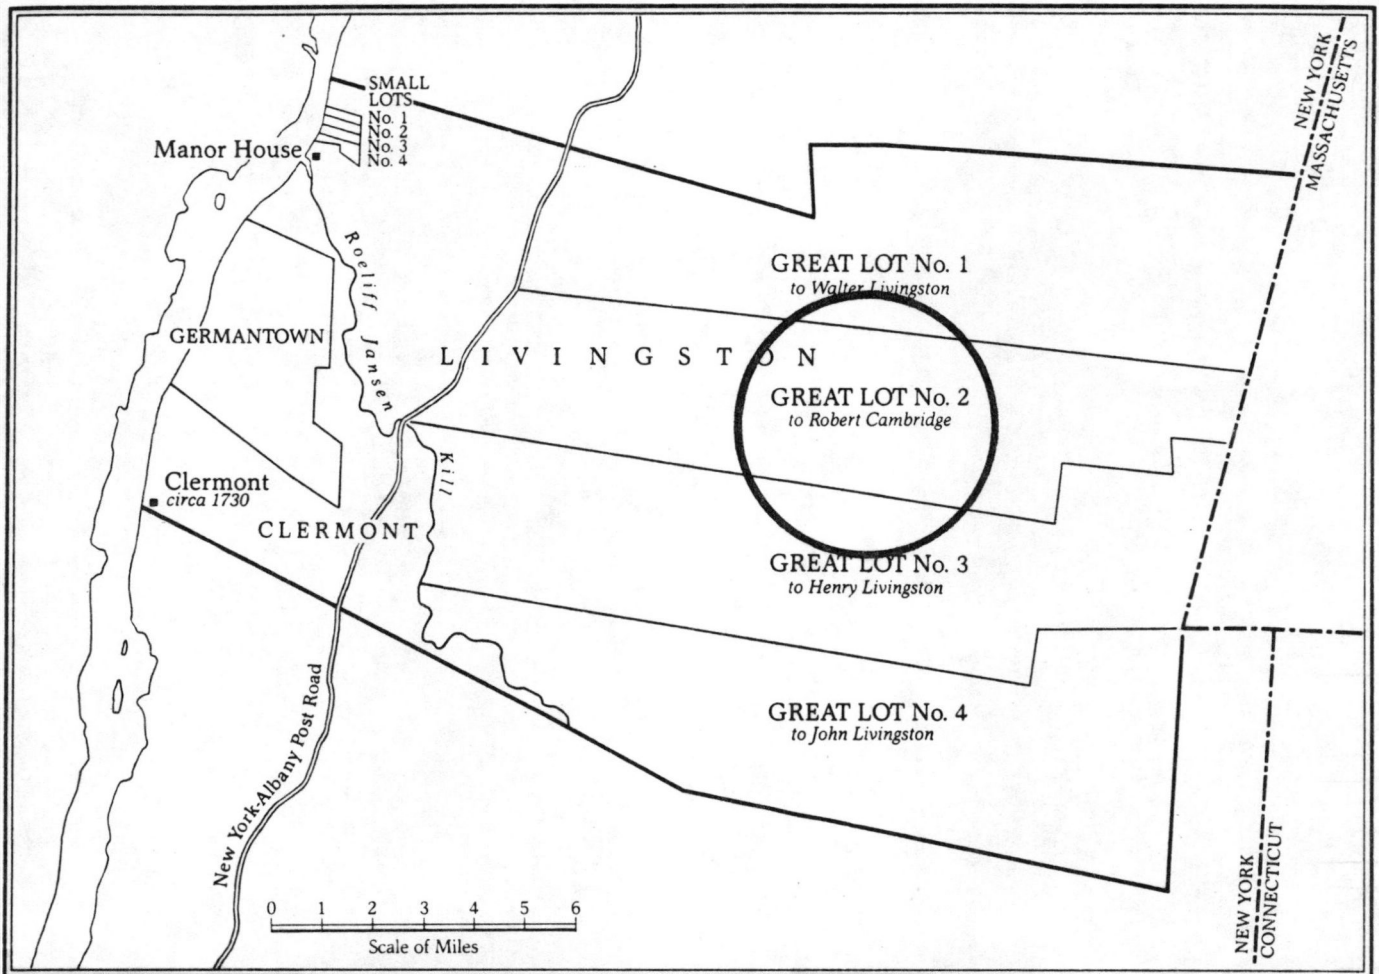 SMALL
LOTS
No. 1
No. 2
No. 3
No. 4
Manor House
NEW YORK
MASSACHUSETTS
Roeliff Jansen
Kill
GREAT LOT No. 1
to Walter Livingston
GERMANTOWN
LIVINGSTON
GREAT LOT No. 2
to Robert Cambridge
Clermont
circa 1730
CLERMONT
GREAT LOT No. 3
to Henry Livingston
New York-Albany Post Road
GREAT LOT No. 4
to John Livingston
NEW YORK
CONNECTICUT
0 1 2 3 4 5 6
Scale of Miles